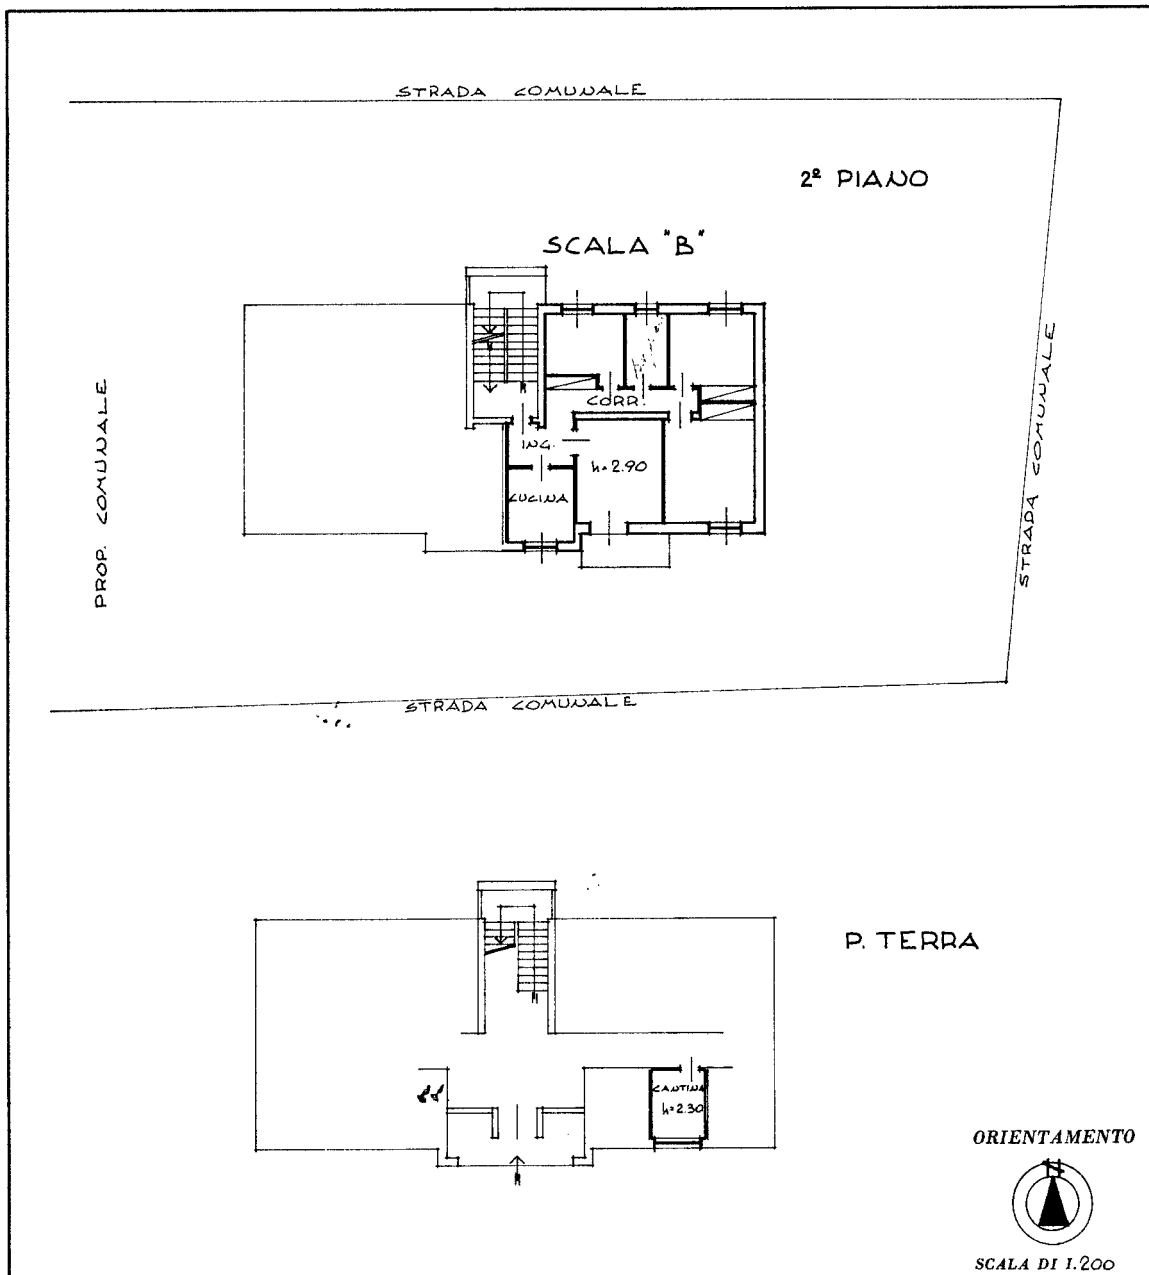 STRADA COMUNALE
2º PIANO
SCALA "B"
PROP. COMUNALE
STRADA COMUNALE
CORR.
ING.
h=2.90
CUCINA
STRADA COMUNALE
P. TERRA
CANTINA
h=2.30
ORIENTAMENTO
N
SCALA DI 1.200